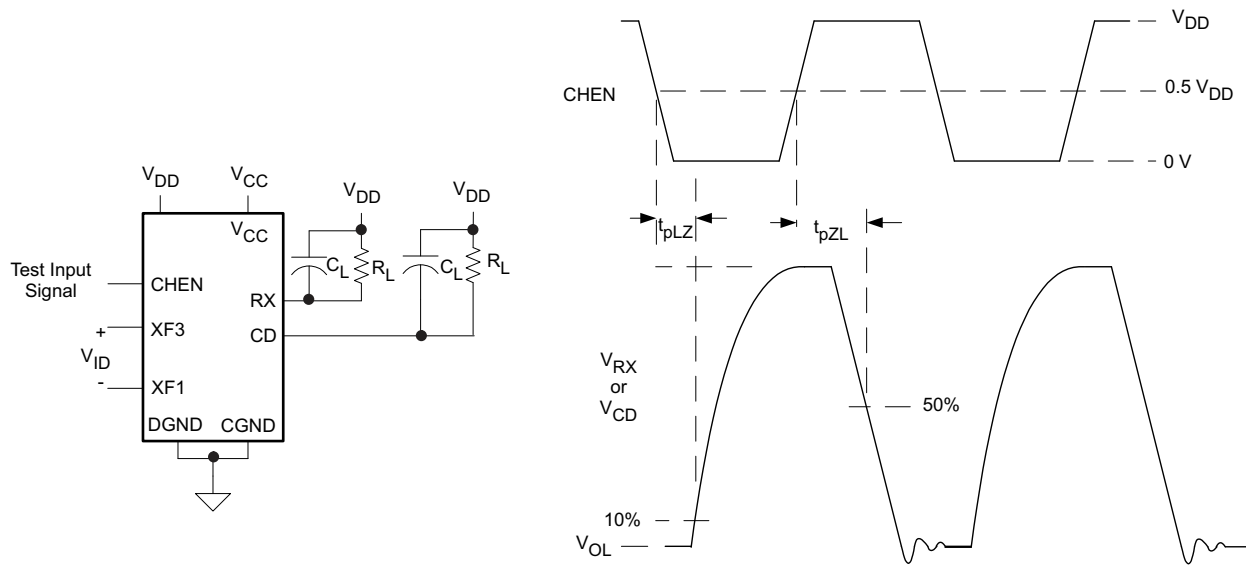 V_DD
V_CC
V_CC
Test Input
Signal
CHEN
XF3
XF1
+
V_ID
-
DGND
CGND
RX
CD
V_DD
C_L
R_L
V_DD
C_L
R_L
CHEN
V_DD
0.5 V_DD
0 V
t_pLZ
t_pZL
V_RX
or
V_CD
50%
10%
V_OL